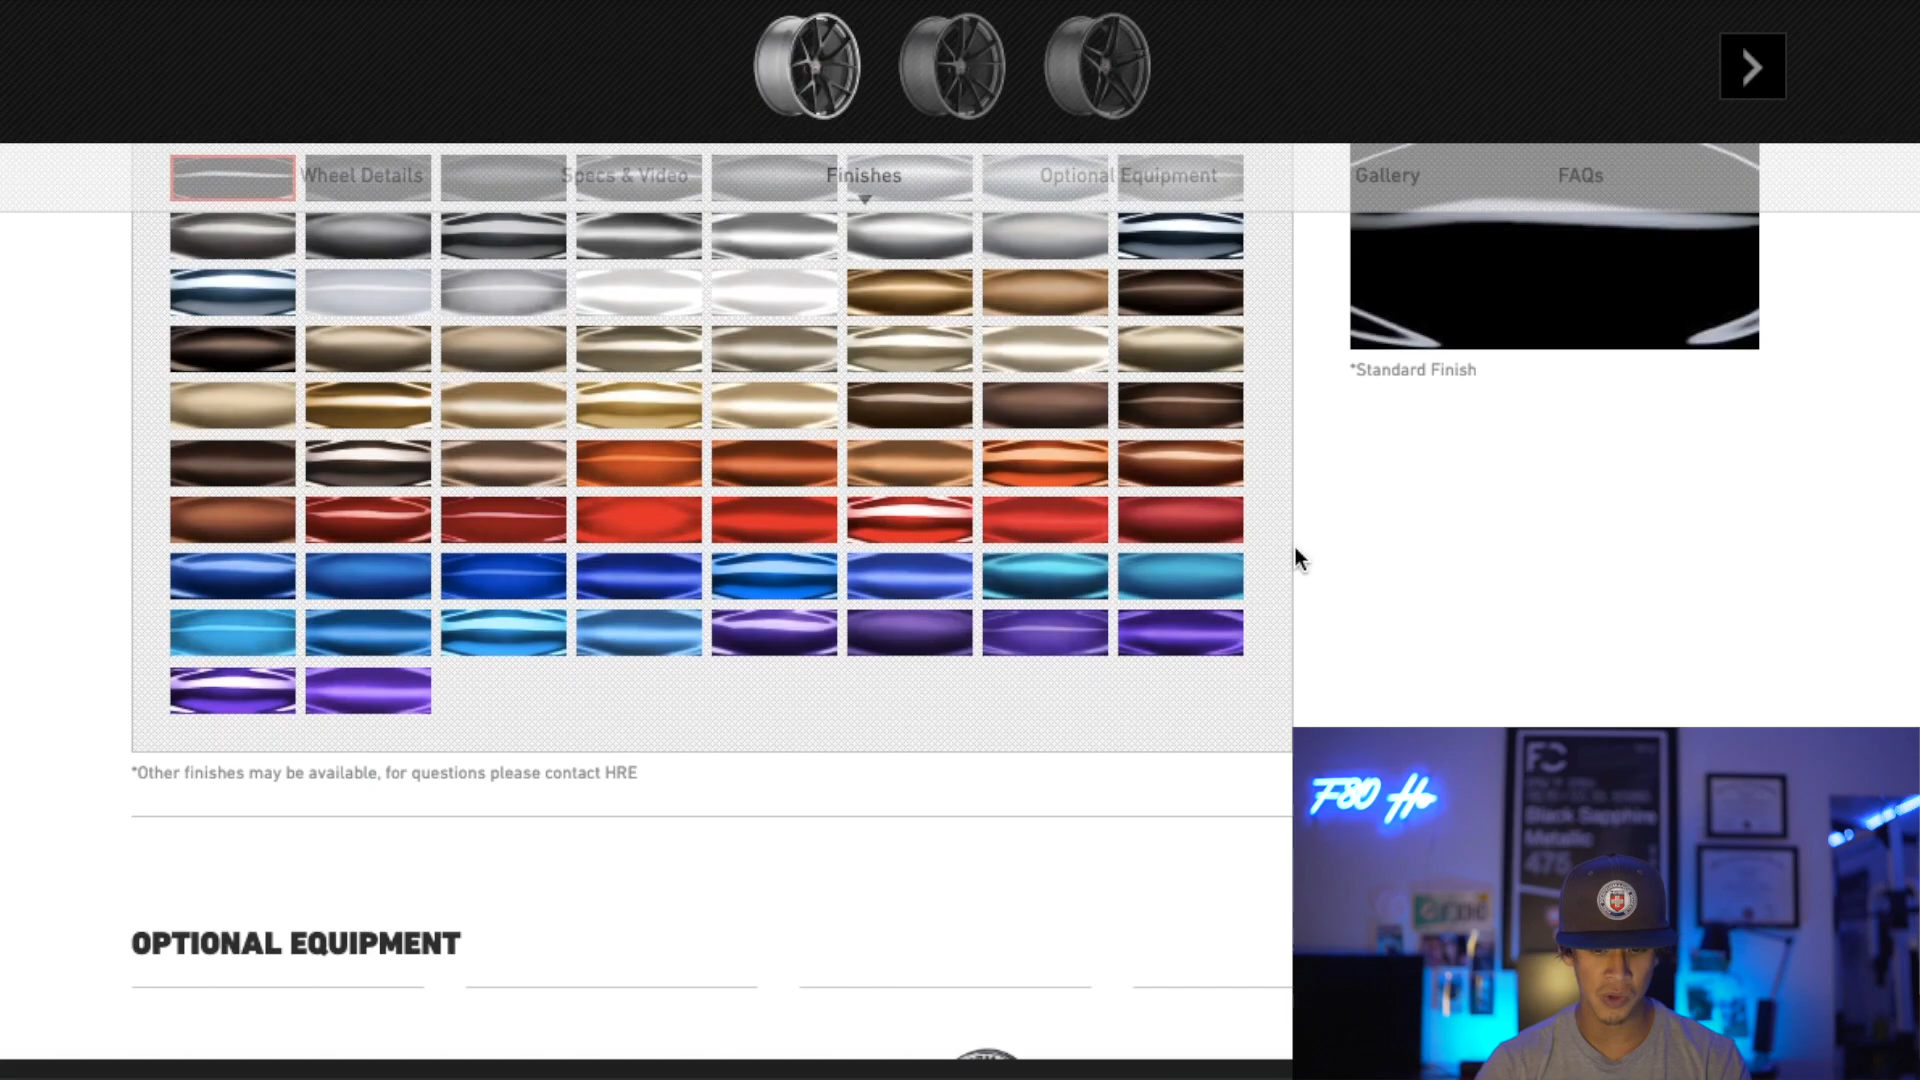 Wheel Details
Specs & Video
Finishes
Optional Equipment
Gallery
FAQs
*Standard Finish
*Other finishes may be available, for questions please contact HRE
OPTIONAL EQUIPMENT
F80
Black Sapphire
Metallic
475